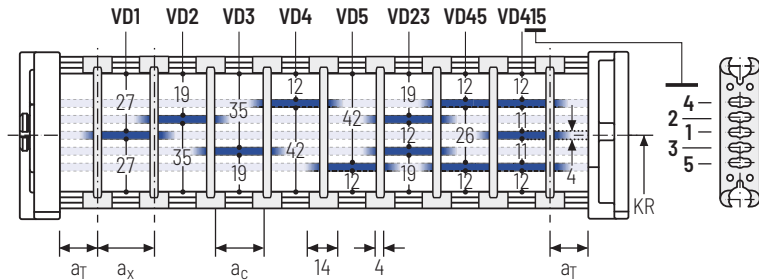 VD1 VD2 VD3 VD4 VD5 VD23 VD45 VD415
12 12 12
27 19 35 19 11 4
42 12 26 2
1
27 35 42 19 11 3
19 12 12 12 4 5
KR
aT ax ac 14 4 aT